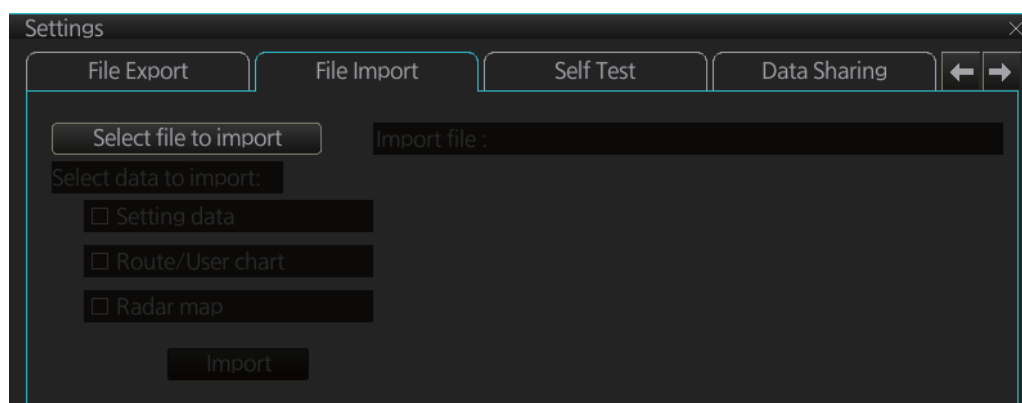 Settings
File Export File Import Self Test Data Sharing
Select file to import Import file :
Select data to import:
Setting data
Route/User chart
Radar map
Import